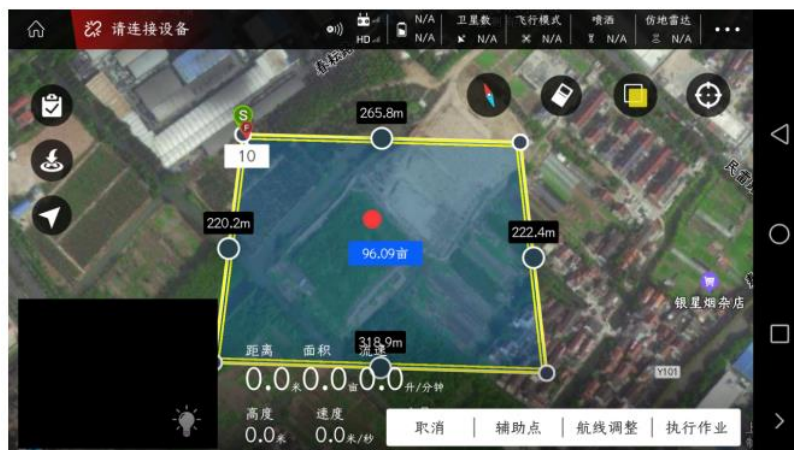 请连接设备
HD
N/A
N/A
卫星数
N/A
飞行模式
N/A
喷洒
N/A
仿地雷达
N/A
S
P
265.8m
10
220.2m
222.4m
96.09亩
银星烟杂店
318.9m
距离 面积 流速
0.0米 0.0亩 0.0升/分钟
Y101
高度 速度
0.0米 0.0米/秒
取消 辅助点 航线调整 执行作业